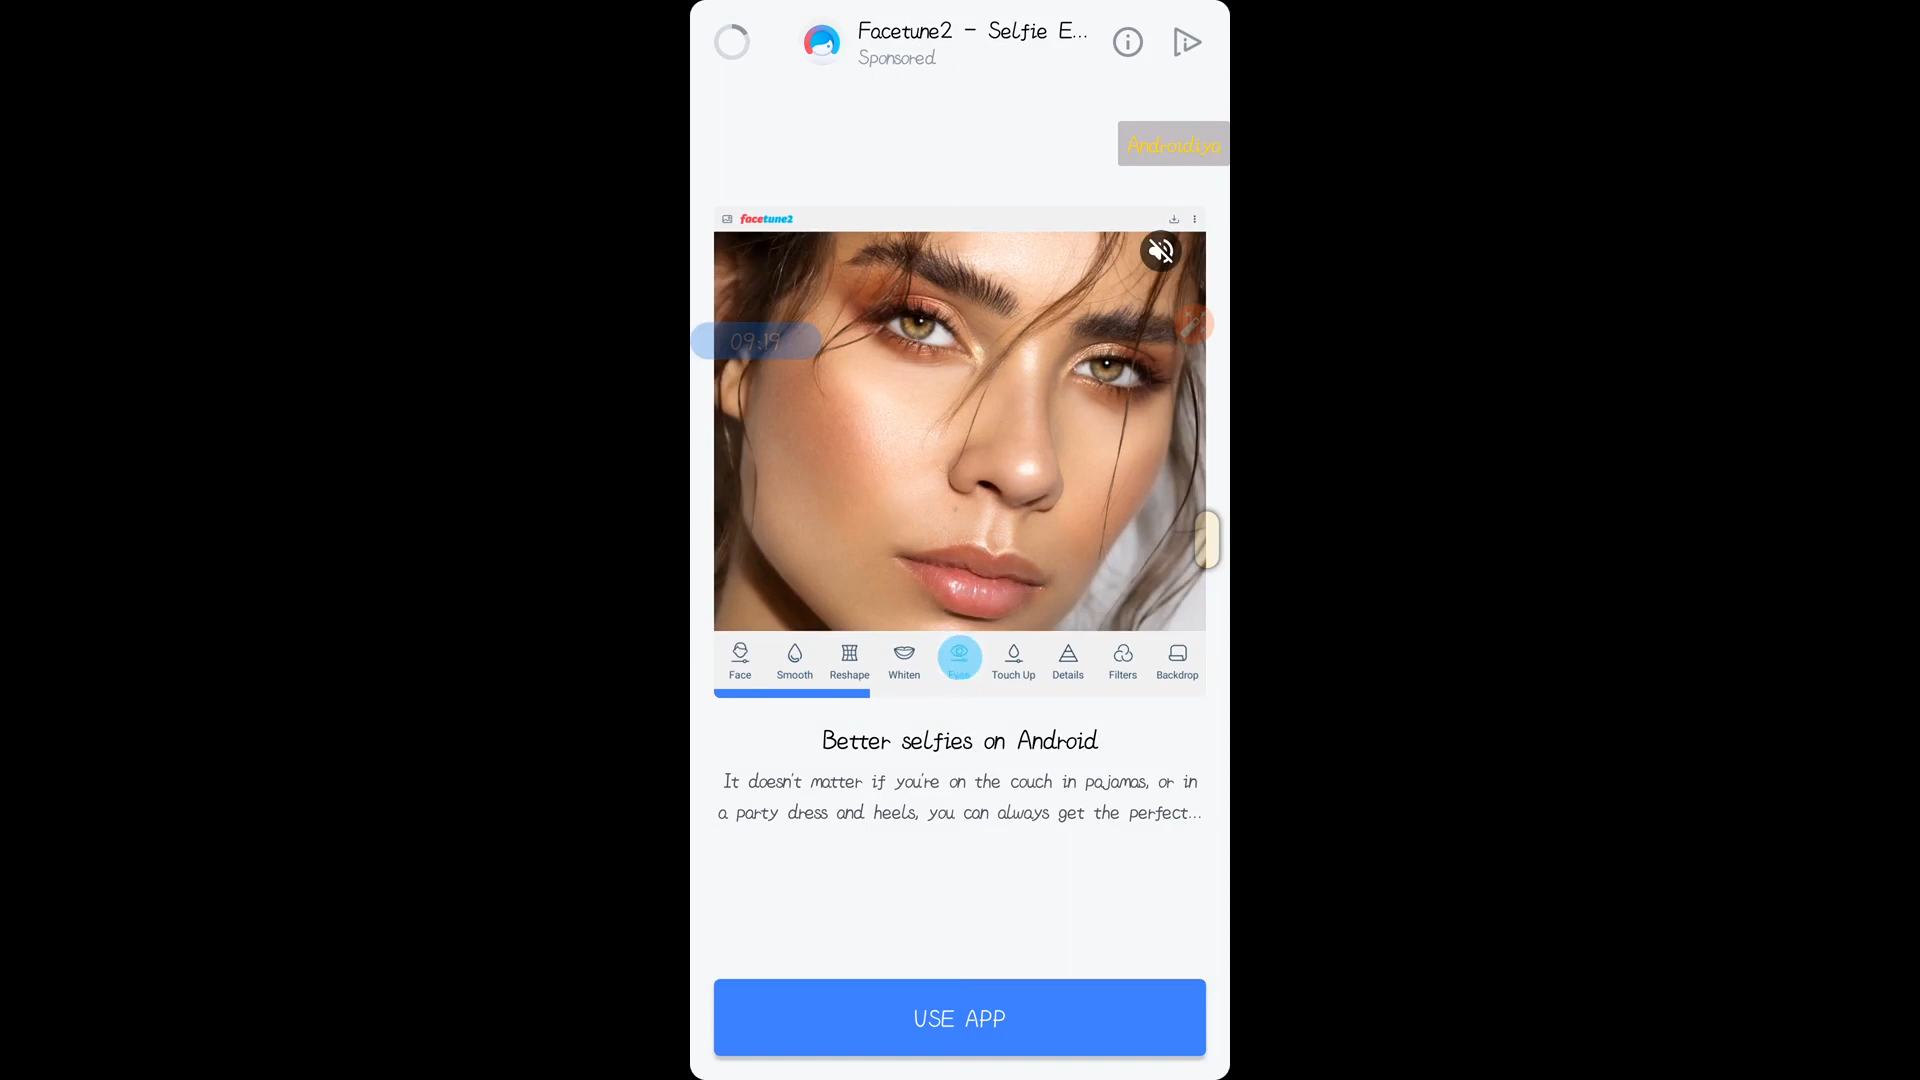 Facetune2 - Selfie E...
Sponsored
Androidiya
facetune2
09:19
Face
Smooth
Reshape
Whiten
Eyes
Touch Up
Details
Filters
Backdrop
Better selfies on Android
It doesn't matter if you're on the couch in pajamas, or in
a party dress and heels, you can always get the perfect...
USE APP